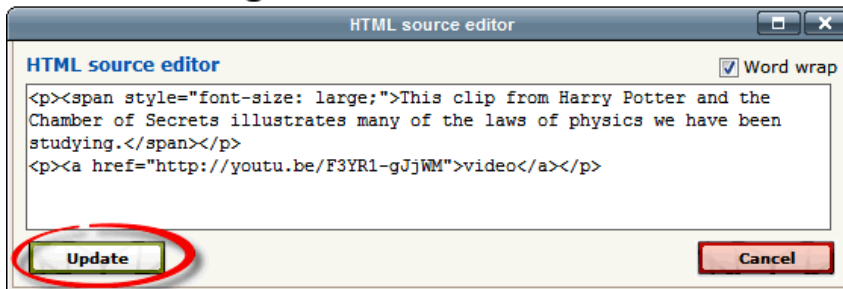 HTML source editor
HTML source editor
Word wrap
<p><span style="font-size: large;">This clip from Harry Potter and the
Chamber of Secrets illustrates many of the laws of physics we have been
studying.</span></p>
<p><a href="http://youtu.be/F3YR1-gJjWM">video</a></p>
Update
Cancel